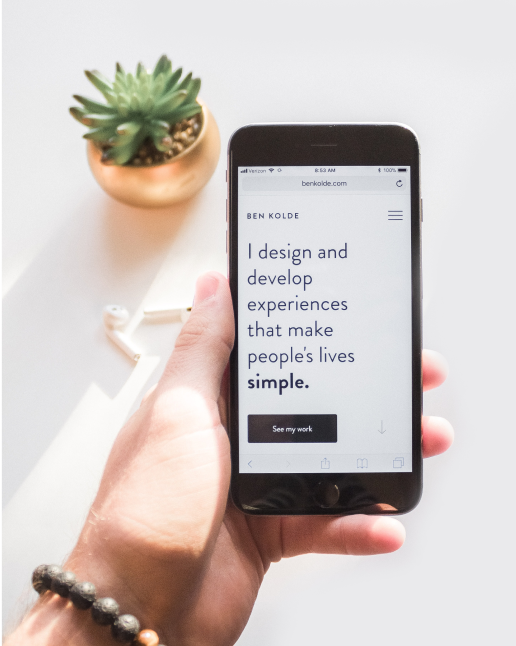 Verizon 8:53 AM 100%
benkolde.com
BEN KOLDE
I design and
develop
experiences
that make
people's lives
simple.
See my work